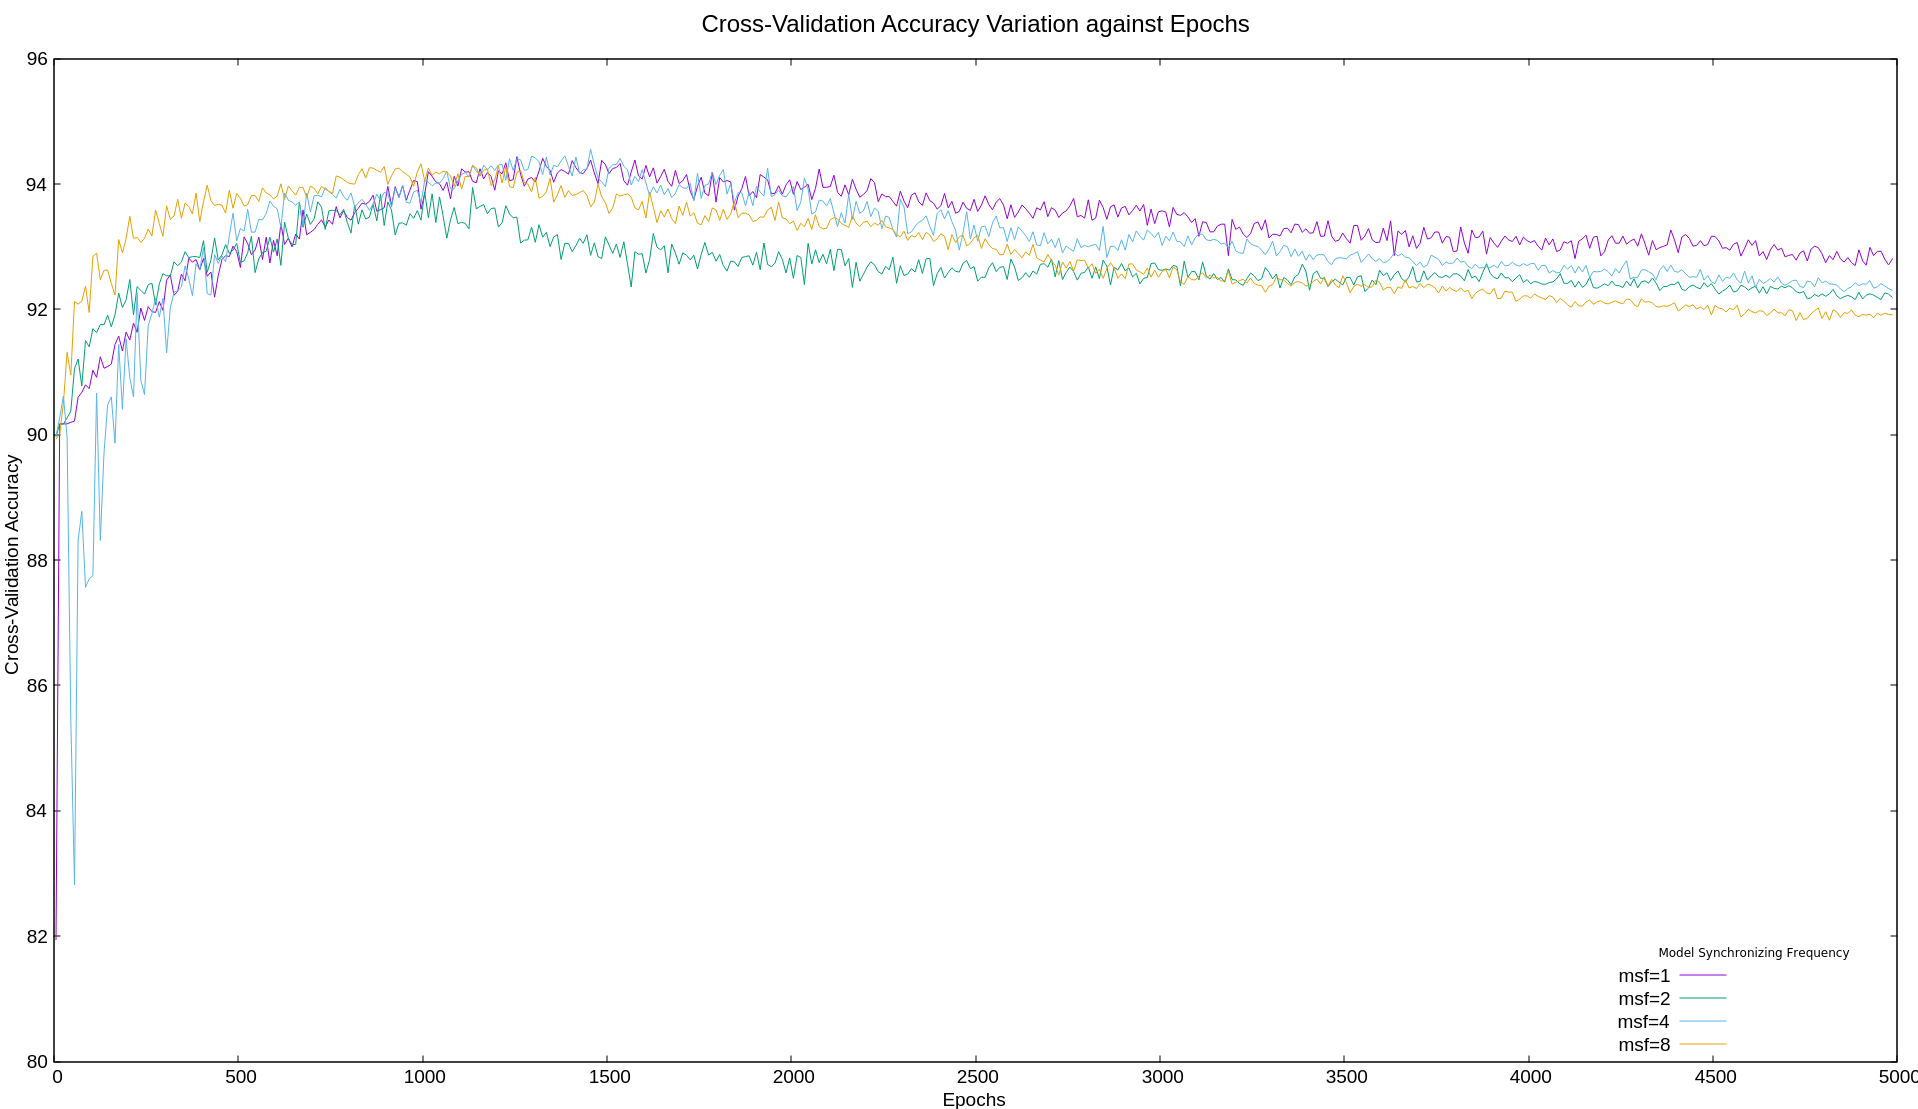 Cross-Validation Accuracy Variation against Epochs
96
94
92
90
88
86
84
82
80
Cross-Validation Accuracy
0 500 1000 1500 2000 2500 3000 3500 4000 4500 5000
Epochs
Model Synchronizing Frequency
msf=1
msf=2
msf=4
msf=8